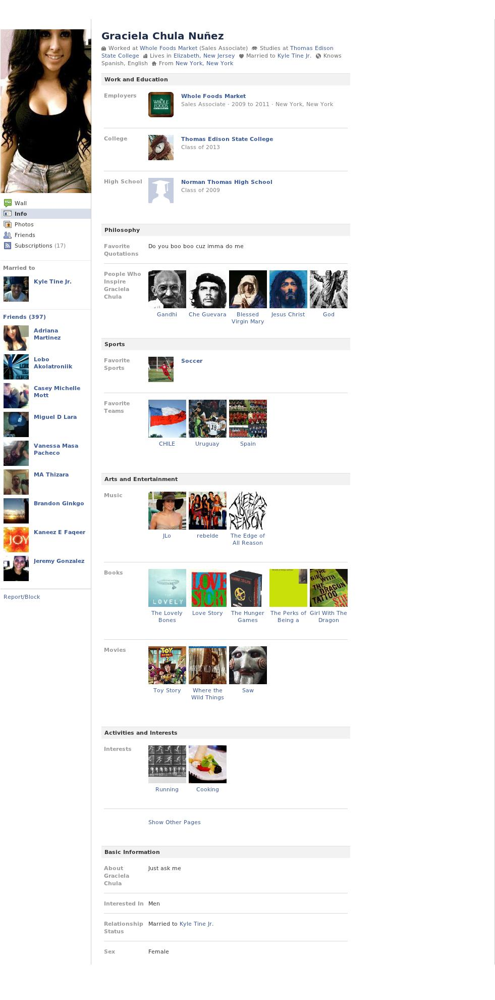 Graciela Chula Nuñez
Worked at Whole Foods Market (Sales Associate) Studies at Thomas Edison
State College Lives in Elizabeth, New Jersey Married to Kyle Tine Jr. Knows
Spanish, English From New York, New York
Wall
Info
Photos
Friends
Subscriptions (17)
Married to
Kyle Tine Jr.
Friends (397)
Adriana
Martinez
Lobo
Akolatroniik
Casey Michelle
Mott
Miguel D Lara
Vanessa Masa
Pacheco
MA Thizara
Brandon Ginkgo
Kaneez E Faqeer
JOY
Jeremy Gonzalez
Report/Block
Work and Education
Employers
WHOLE
FOODS
Whole Foods Market
Sales Associate · 2009 to 2011 · New York, New York
College
Thomas Edison State College
Class of 2013
High School
Norman Thomas High School
Class of 2009
Philosophy
Favorite
Quotations
Do you boo boo cuz imma do me
People Who
Inspire
Graciela
Chula
Gandhi
Che Guevara
Blessed
Virgin Mary
Jesus Christ
God
Sports
Favorite
Sports
Soccer
Favorite
Teams
18
CHILE
Uruguay
Spain
Arts and Entertainment
Music
THE EDGE
OF ALL
REASON
JLo
rebelde
The Edge of
All Reason
Books
LOVELY
LOVE
STORY
THE
GIRL
WITH
THE
DRAGON
TATTOO
The Lovely
Bones
Love Story
The Hunger
Games
The Perks of
Being a
Girl With The
Dragon
Movies
TOY
STORY
3
Toy Story
Where the
Wild Things
Saw
Activities and Interests
Interests
Running
Cooking
Show Other Pages
Basic Information
About
Graciela
Chula
Just ask me
Interested In
Men
Relationship
Status
Married to Kyle Tine Jr.
Sex
Female